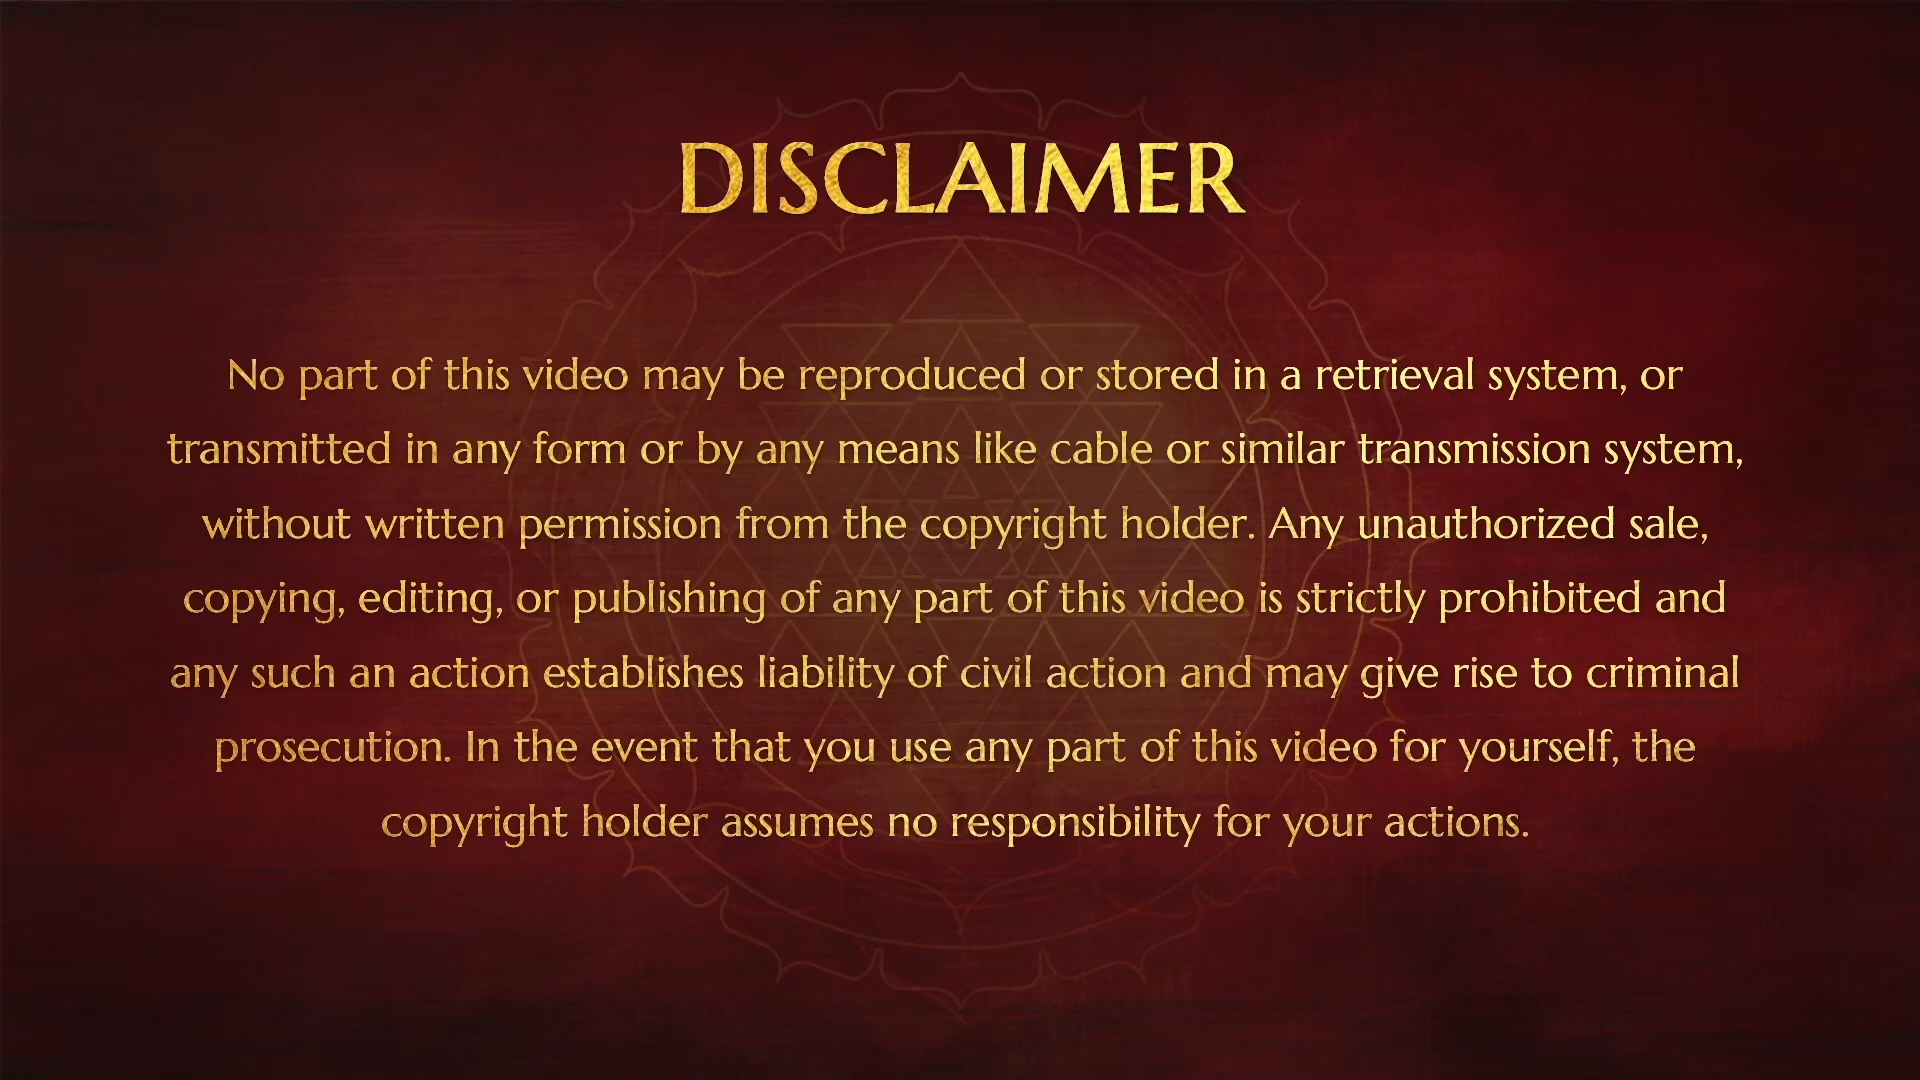 DISCLAIMER
No part of this video may be reproduced or stored in a retrieval system, or
transmitted in any form or by any means like cable or similar transmission system,
without written permission from the copyright holder. Any unauthorized sale,
copying, editing, or publishing of any part of this video is strictly prohibited and
any such an action establishes liability of civil action and may give rise to criminal
prosecution. In the event that you use any part of this video for yourself, the
copyright holder assumes no responsibility for your actions.